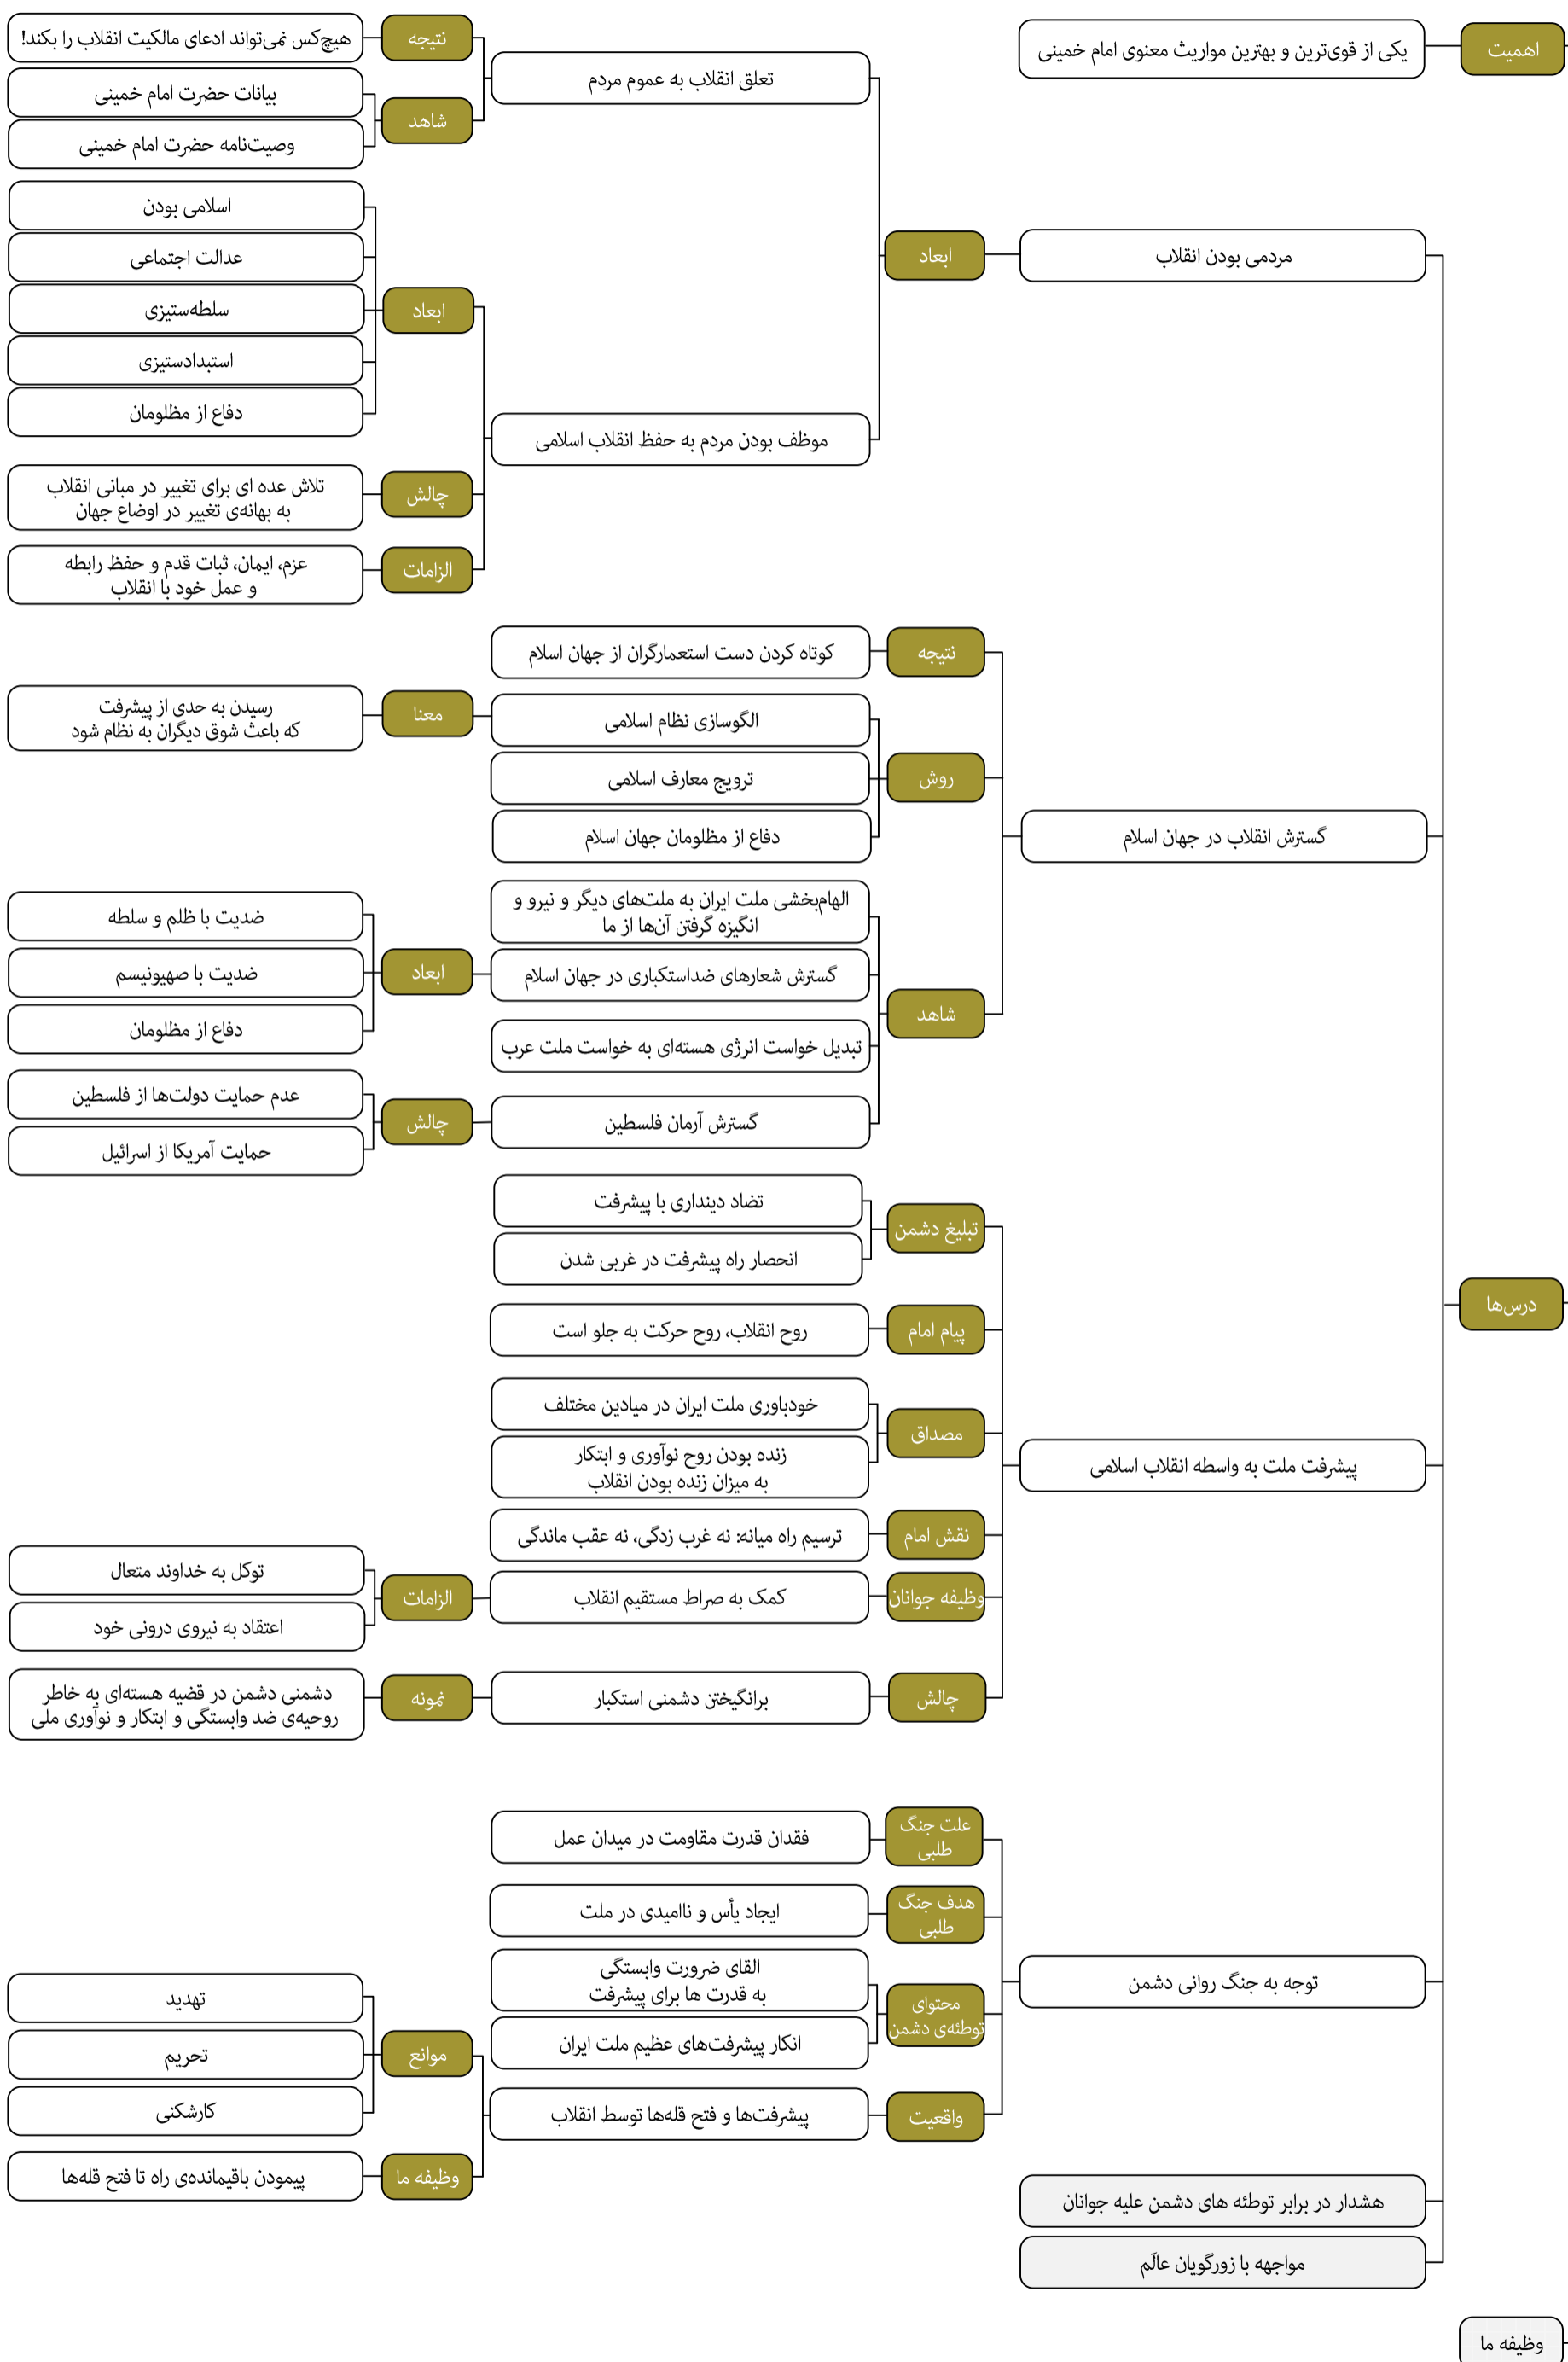 اهمیت
یکی از قوی‌ترین و بهترین مواریث معنوی امام خمینی
درس‌ها
مردمی بودن انقلاب
ابعاد
تعلق انقلاب به عموم مردم
نتیجه
هیچ‌کس نمی‌تواند ادعای مالکیت انقلاب را بکند!
شاهد
بیانات حضرت امام خمینی
وصیت‌نامه حضرت امام خمینی
موظف بودن مردم به حفظ انقلاب اسلامی
ابعاد
اسلامی بودن
عدالت اجتماعی
سلطه‌ستیزی
استبدادستیزی
دفاع از مظلومان
چالش
تلاش عده ای برای تغییر در مبانی انقلاب
به بهانه‌ی تغییر در اوضاع جهان
الزامات
عزم، ایمان، ثبات قدم و حفظ رابطه
و عمل خود با انقلاب
گسترش انقلاب در جهان اسلام
نتیجه
کوتاه کردن دست استعمارگران از جهان اسلام
روش
الگوسازی نظام اسلامی
معنا
رسیدن به حدی از پیشرفت
که باعث شوق دیگران به نظام شود
ترویج معارف اسلامی
دفاع از مظلومان جهان اسلام
شاهد
الهام‌بخشی ملت ایران به ملت‌های دیگر و نیرو و
انگیزه گرفتن آن‌ها از ما
گسترش شعارهای ضداستکباری در جهان اسلام
ابعاد
ضدیت با ظلم و سلطه
ضدیت با صهیونیسم
دفاع از مظلومان
تبدیل خواست انرژی هسته‌ای به خواست ملت عرب
گسترش آرمان فلسطین
چالش
عدم حمایت دولت‌ها از فلسطین
حمایت آمریکا از اسرائیل
پیشرفت ملت به واسطه انقلاب اسلامی
تبلیغ دشمن
تضاد دینداری با پیشرفت
انحصار راه پیشرفت در غربی شدن
پیام امام
روح انقلاب، روح حرکت به جلو است
مصداق
خودباوری ملت ایران در میادین مختلف
زنده بودن روح نوآوری و ابتکار
به میزان زنده بودن انقلاب
نقش امام
ترسیم راه میانه: نه غرب زدگی، نه عقب ماندگی
وظیفه جوانان
کمک به صراط مستقیم انقلاب
الزامات
توکل به خداوند متعال
اعتقاد به نیروی درونی خود
چالش
برانگیختن دشمنی استکبار
نمونه
دشمنی دشمن در قضیه هسته‌ای به خاطر
روحیه‌ی ضد وابستگی و ابتکار و نوآوری ملی
توجه به جنگ روانی دشمن
علت جنگ
طلبی
فقدان قدرت مقاومت در میدان عمل
هدف جنگ
طلبی
ایجاد یأس و ناامیدی در ملت
محتوای
توطئه‌ی دشمن
القای ضرورت وابستگی
به قدرت ها برای پیشرفت
انکار پیشرفت‌های عظیم ملت ایران
واقعیت
پیشرفت‌ها و فتح قله‌ها توسط انقلاب
موانع
تهدید
تحریم
کارشکنی
وظیفه ما
پیمودن باقیمانده‌ی راه تا فتح قله‌ها
هشدار در برابر توطئه های دشمن علیه جوانان
مواجهه با زورگویان عالَم
وظیفه ما